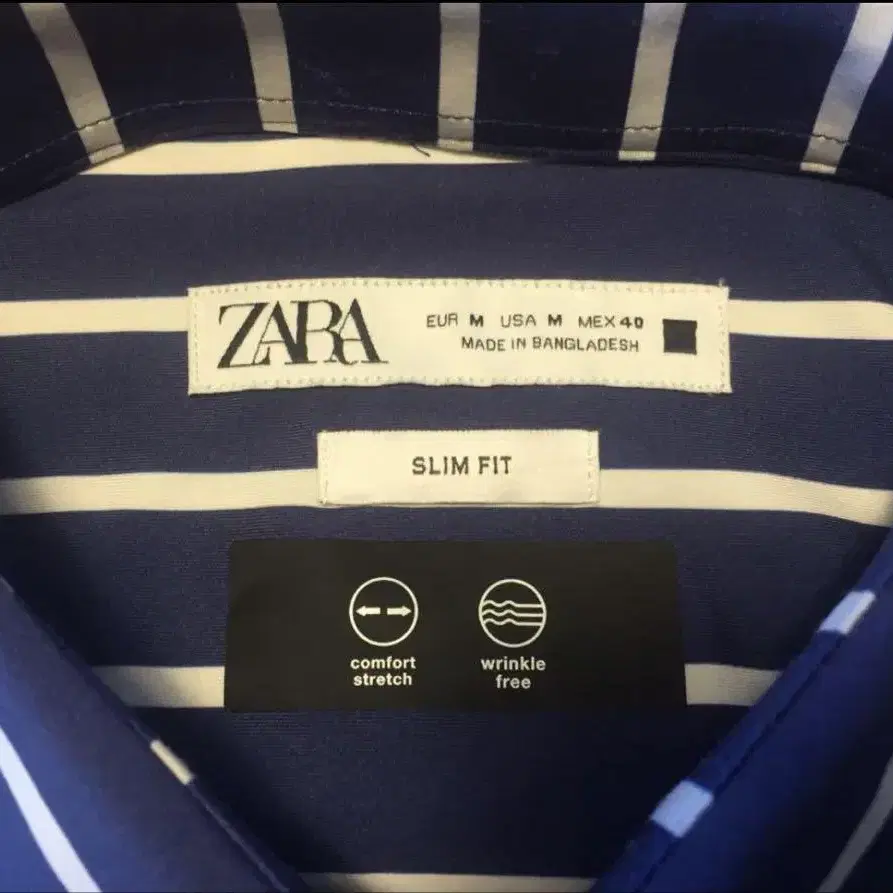 ZARA
EUR M USA M MEX 40
MADE IN BANGLADESH
SLIM FIT
comfort
stretch
wrinkle
free